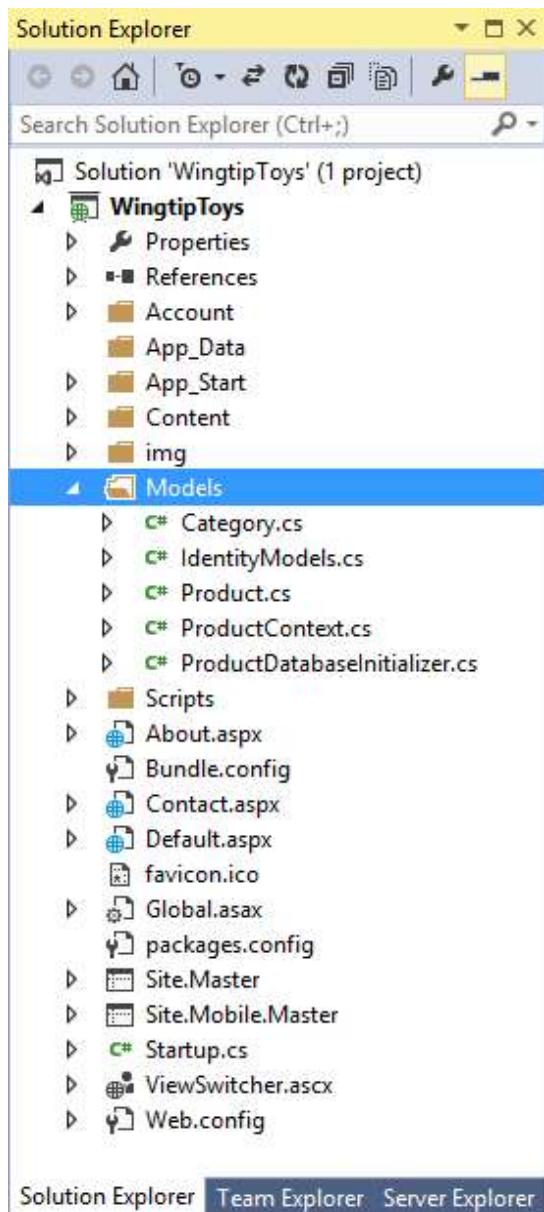 Solution Explorer
Search Solution Explorer (Ctrl+;)
Solution 'WingtipToys' (1 project)
WingtipToys
Properties
References
Account
App_Data
App_Start
Content
img
Models
C# Category.cs
C# IdentityModels.cs
C# Product.cs
C# ProductContext.cs
C# ProductDatabaseInitializer.cs
Scripts
About.aspx
Bundle.config
Contact.aspx
Default.aspx
favicon.ico
Global.asax
packages.config
Site.Master
Site.Mobile.Master
C# Startup.cs
ViewSwitcher.ascx
Web.config
Solution Explorer Team Explorer Server Explorer